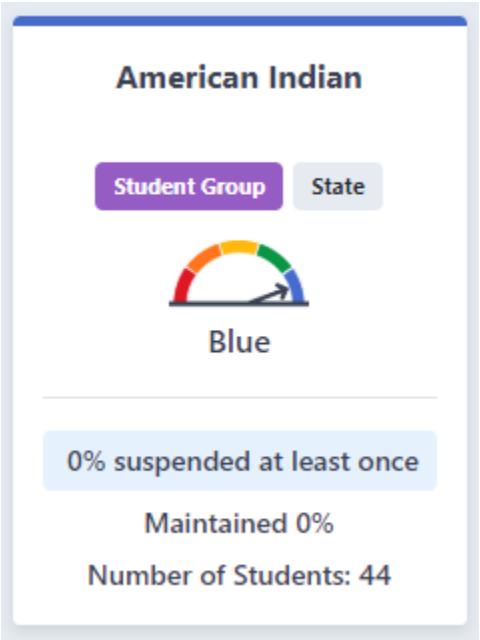 American Indian
Student Group State
Blue
0% suspended at least once
Maintained 0%
Number of Students: 44